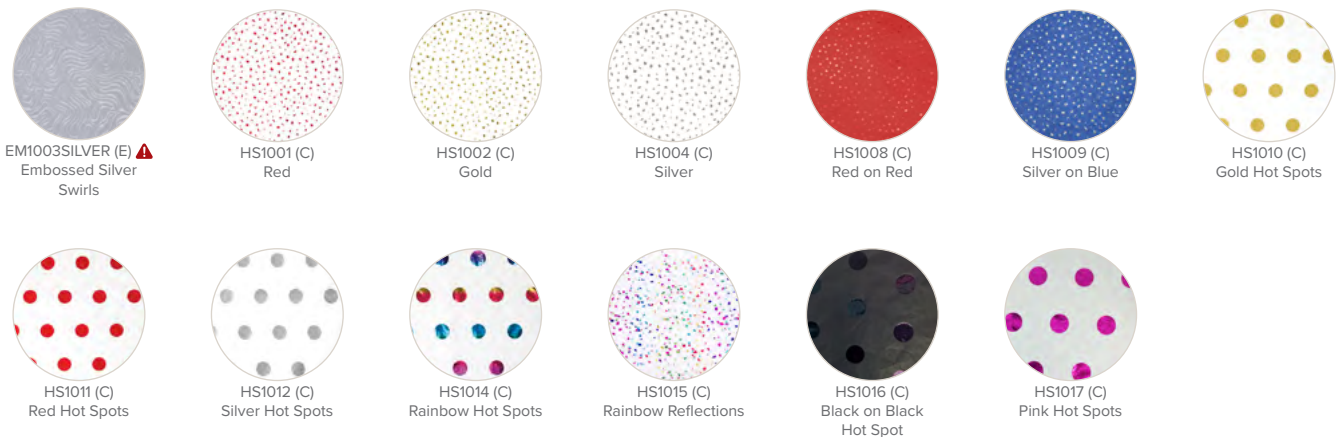 EM1003SILVER (E)
Embossed Silver
Swirls
HS1001 (C)
Red
HS1002 (C)
Gold
HS1004 (C)
Silver
HS1008 (C)
Red on Red
HS1009 (C)
Silver on Blue
HS1010 (C)
Gold Hot Spots
HS1011 (C)
Red Hot Spots
HS1012 (C)
Silver Hot Spots
HS1014 (C)
Rainbow Hot Spots
HS1015 (C)
Rainbow Reflections
HS1016 (C)
Black on Black
Hot Spot
HS1017 (C)
Pink Hot Spots